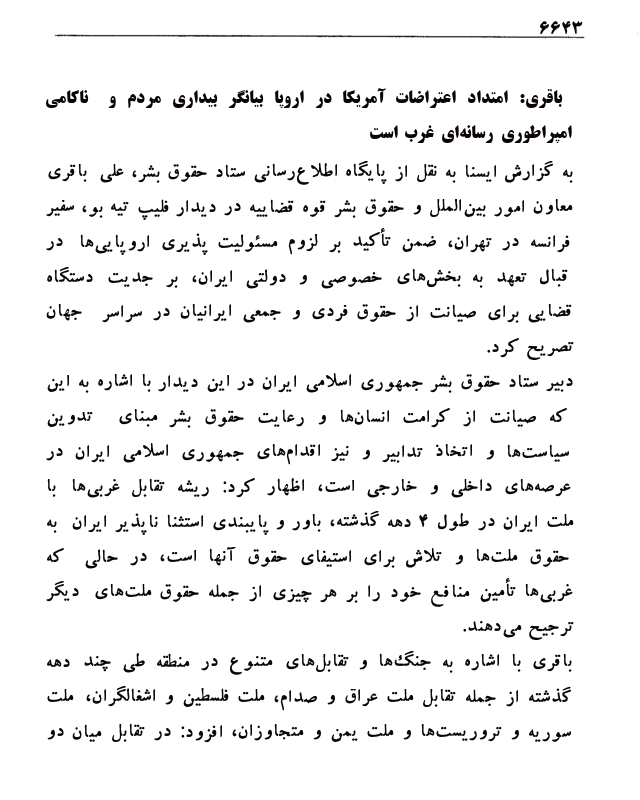 ۶۶۴۳
باقری: امتداد اعتراضات آمریکا در اروپا بیانگر بیداری مردم و ناکامی
امپراطوری رسانه‌ای غرب است
به گزارش ایسنا به نقل از پایگاه اطلاع‌رسانی ستاد حقوق بشر، علی باقری
معاون امور بین‌الملل و حقوق بشر قوه قضاییه در دیدار فلیپ تیه بو، سفیر
فرانسه در تهران، ضمن تأکید بر لزوم مسئولیت پذیری اروپایی‌ها در
قبال تعهد به بخش‌های خصوصی و دولتی ایران، بر جدیت دستگاه
قضایی برای صیانت از حقوق فردی و جمعی ایرانیان در سراسر جهان
تصریح کرد.
دبیر ستاد حقوق بشر جمهوری اسلامی ایران در این دیدار با اشاره به این
که صیانت از کرامت انسان‌ها و رعایت حقوق بشر مبنای تدوین
سیاست‌ها و اتخاذ تدابیر و نیز اقدام‌های جمهوری اسلامی ایران در
عرصه‌های داخلی و خارجی است، اظهار کرد: ریشه تقابل غربی‌ها با
ملت ایران در طول ۴ دهه گذشته، باور و پایبندی استثنا ناپذیر ایران به
حقوق ملت‌ها و تلاش برای استیفای حقوق آنها است، در حالی که
غربی‌ها تأمین منافع خود را بر هر چیزی از جمله حقوق ملت‌های دیگر
ترجیح می‌دهند.
باقری با اشاره به جنگ‌ها و تقابل‌های متنوع در منطقه طی چند دهه
گذشته از جمله تقابل ملت عراق و صدام، ملت فلسطین و اشغالگران، ملت
سوریه و تروریست‌ها و ملت یمن و متجاوزان، افزود: در تقابل میان دو